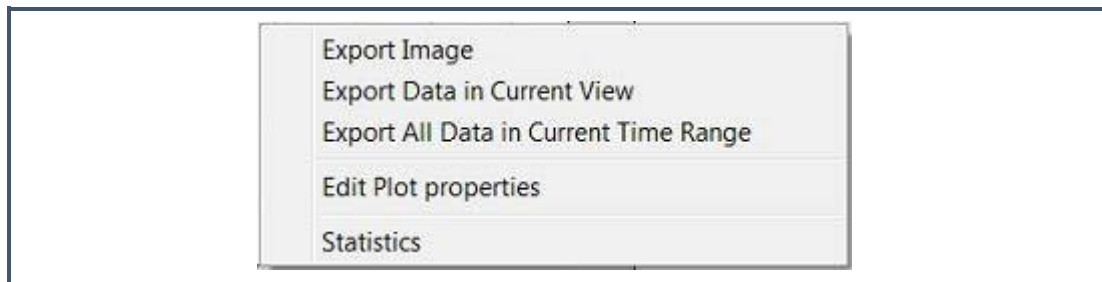 Export Image
Export Data in Current View
Export All Data in Current Time Range
Edit Plot properties
Statistics